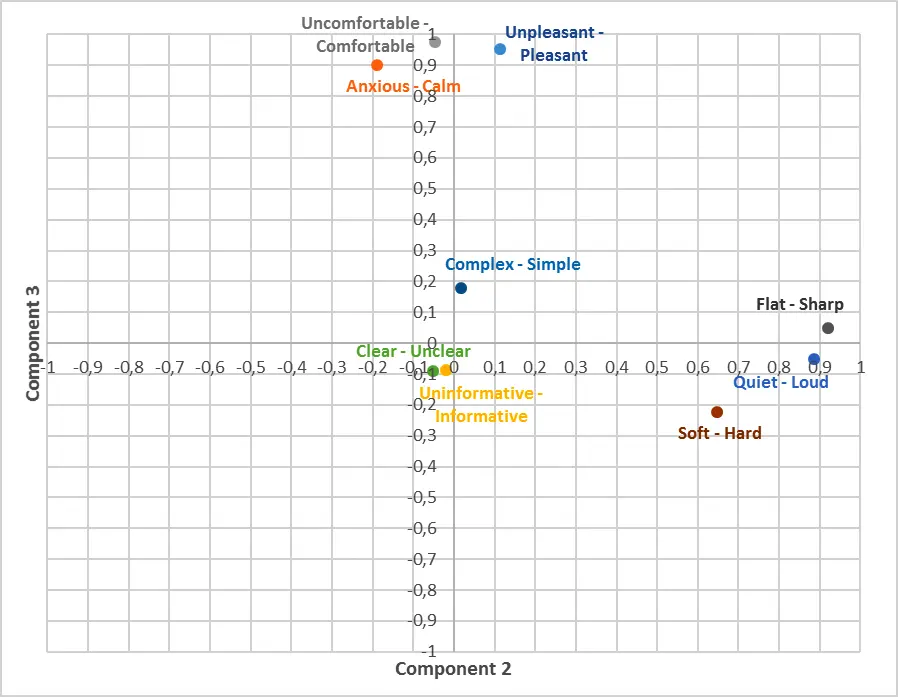 Uncomfortable -
Comfortable
Unpleasant -
Pleasant
Anxious - Calm
1
0,9
0,8
0,7
0,6
0,5
0,4
0,3
Complex - Simple
0,2
Flat - Sharp
0,1
0
Clear - Unclear
-1 -0,9 -0,8 -0,7 -0,6 -0,5 -0,4 -0,3 -0,2 -0,1 0 0,1 0,2 0,3 0,4 0,5 0,6 0,7 0,8 0,9 1
-0,1
Quiet - Loud
Uninformative -
Informative
-0,2
Soft - Hard
-0,3
-0,4
-0,5
-0,6
-0,7
-0,8
-0,9
-1
Component 3
Component 2